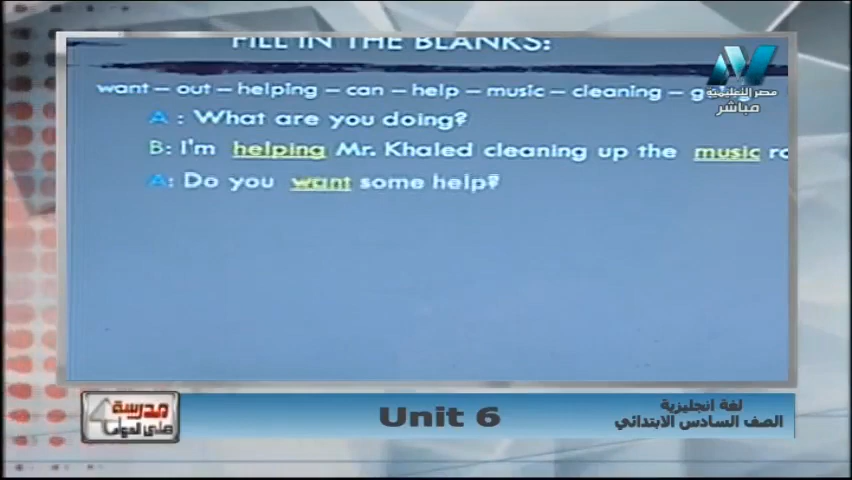 FILL IN THE BLANKS:
want – out – helping – can – help – music – cleaning –
مصر التعليمية
مباشر
A : What are you doing?
B: I'm helping Mr. Khaled cleaning up the music
A: Do you want some help?
مدرسة
على الهواء
Unit 6
لغة انجليزية
الصف السادس الابتدائي